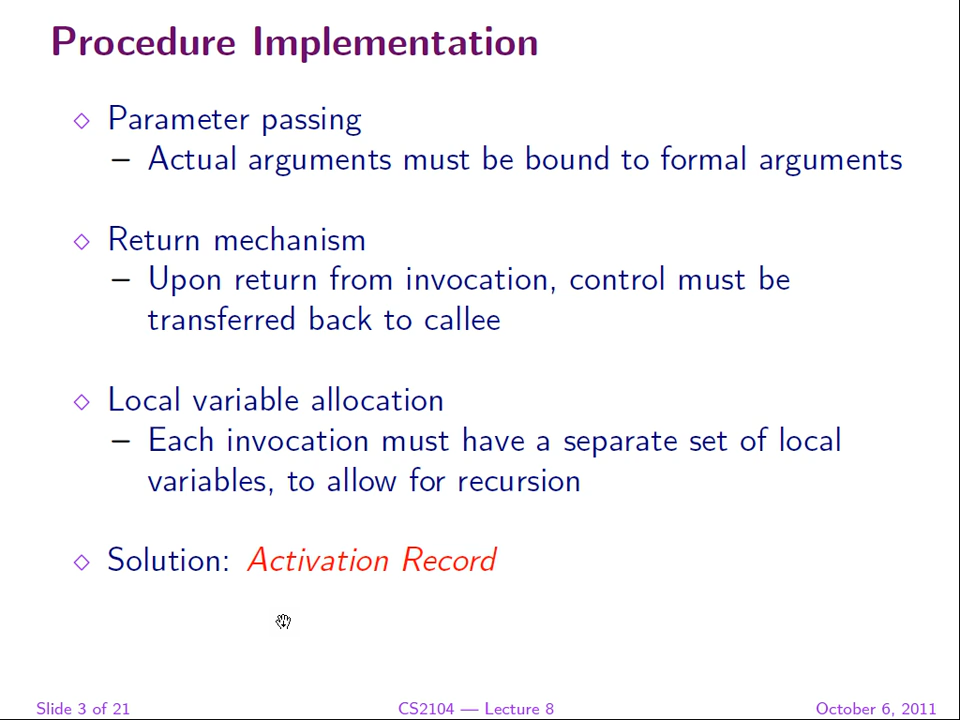 Procedure Implementation
◇ Parameter passing
– Actual arguments must be bound to formal arguments
◇ Return mechanism
– Upon return from invocation, control must be
transferred back to callee
◇ Local variable allocation
– Each invocation must have a separate set of local
variables, to allow for recursion
◇ Solution: Activation Record
Slide 3 of 21 CS2104 — Lecture 8 October 6, 2011